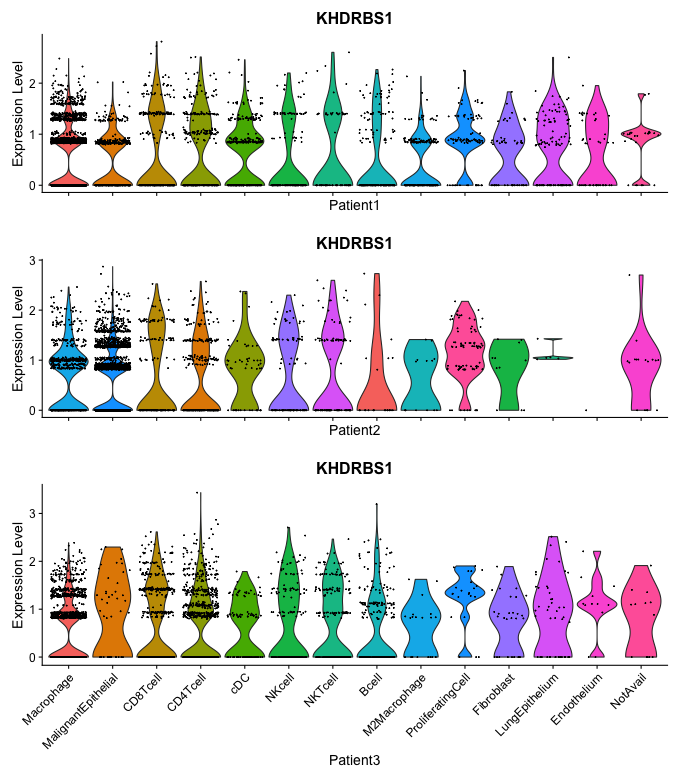 KHDRBS1
Expression Level
2
1
0
Patient1
KHDRBS1
Expression Level
3
2
1
0
Patient2
KHDRBS1
Expression Level
3
2
1
0
Macrophage
MalignantEpithelial
CD8Tcell
CD4Tcell
cDC
NKcell
NKTcell
Bcell
M2Macrophage
ProliferatingCell
Fibroblast
LungEpithelium
Endothelium
NotAvail
Patient3